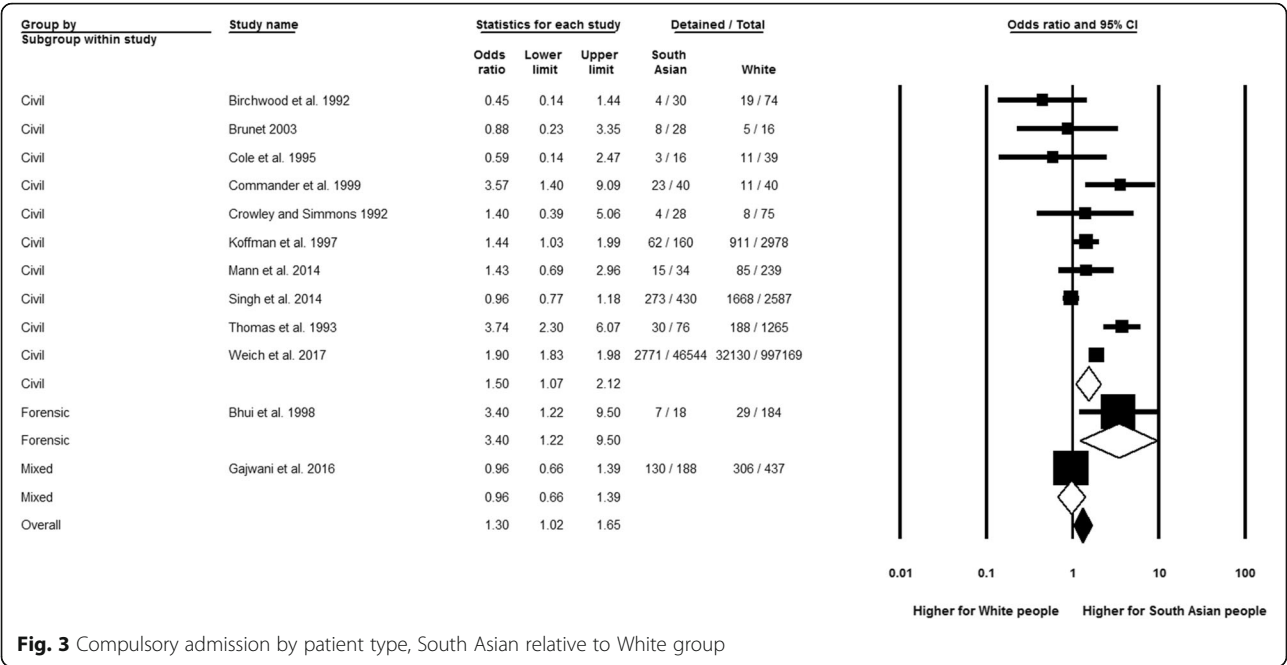 Group by Study name Statistics for each study Detained / Total Odds ratio and 95% CI
Subgroup within study
Odds ratio Lower limit Upper limit South Asian White
Civil Birchwood et al. 1992 0.45 0.14 1.44 4 / 30 19 / 74
Civil Brunet 2003 0.88 0.23 3.35 8 / 28 5 / 16
Civil Cole et al. 1995 0.59 0.14 2.47 3 / 16 11 / 39
Civil Commander et al. 1999 3.57 1.40 9.09 23 / 40 11 / 40
Civil Crowley and Simmons 1992 1.40 0.39 5.06 4 / 28 8 / 75
Civil Koffman et al. 1997 1.44 1.03 1.99 62 / 160 911 / 2978
Civil Mann et al. 2014 1.43 0.69 2.96 15 / 34 85 / 239
Civil Singh et al. 2014 0.96 0.77 1.18 273 / 430 1668 / 2587
Civil Thomas et al. 1993 3.74 2.30 6.07 30 / 76 188 / 1265
Civil Weich et al. 2017 1.90 1.83 1.98 2771 / 46544 32130 / 997169
Civil 1.50 1.07 2.12
Forensic Bhui et al. 1998 3.40 1.22 9.50 7 / 18 29 / 184
Forensic 3.40 1.22 9.50
Mixed Gajwani et al. 2016 0.96 0.66 1.39 130 / 188 306 / 437
Mixed 0.96 0.66 1.39
Overall 1.30 1.02 1.65
0.01 0.1 1 10 100
Higher for White people Higher for South Asian people
Fig. 3 Compulsory admission by patient type, South Asian relative to White group